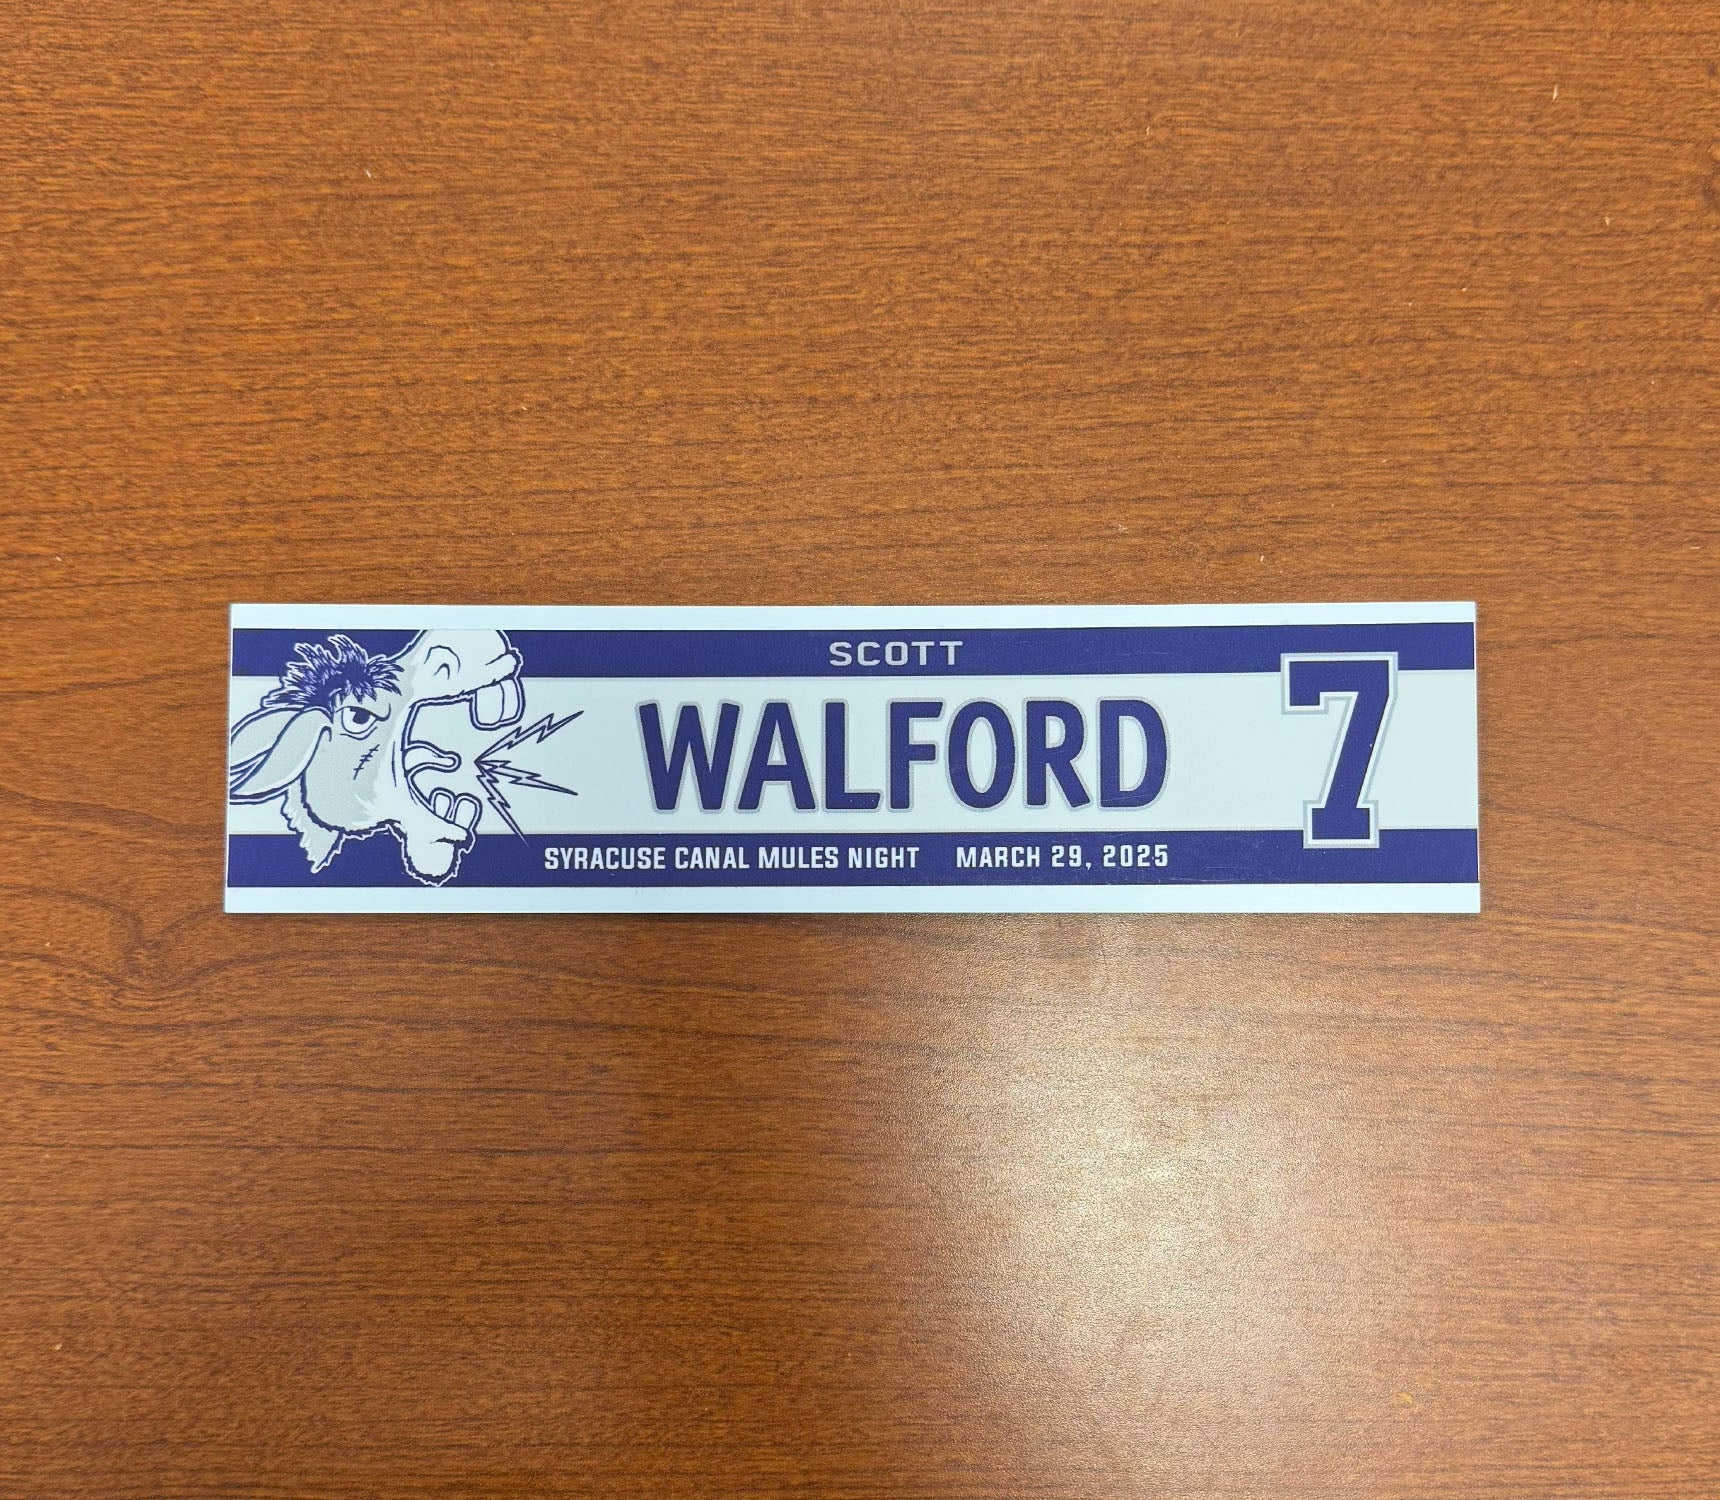 SCOTT
WALFORD
7
SYRACUSE CANAL MULES NIGHT MARCH 29, 2025